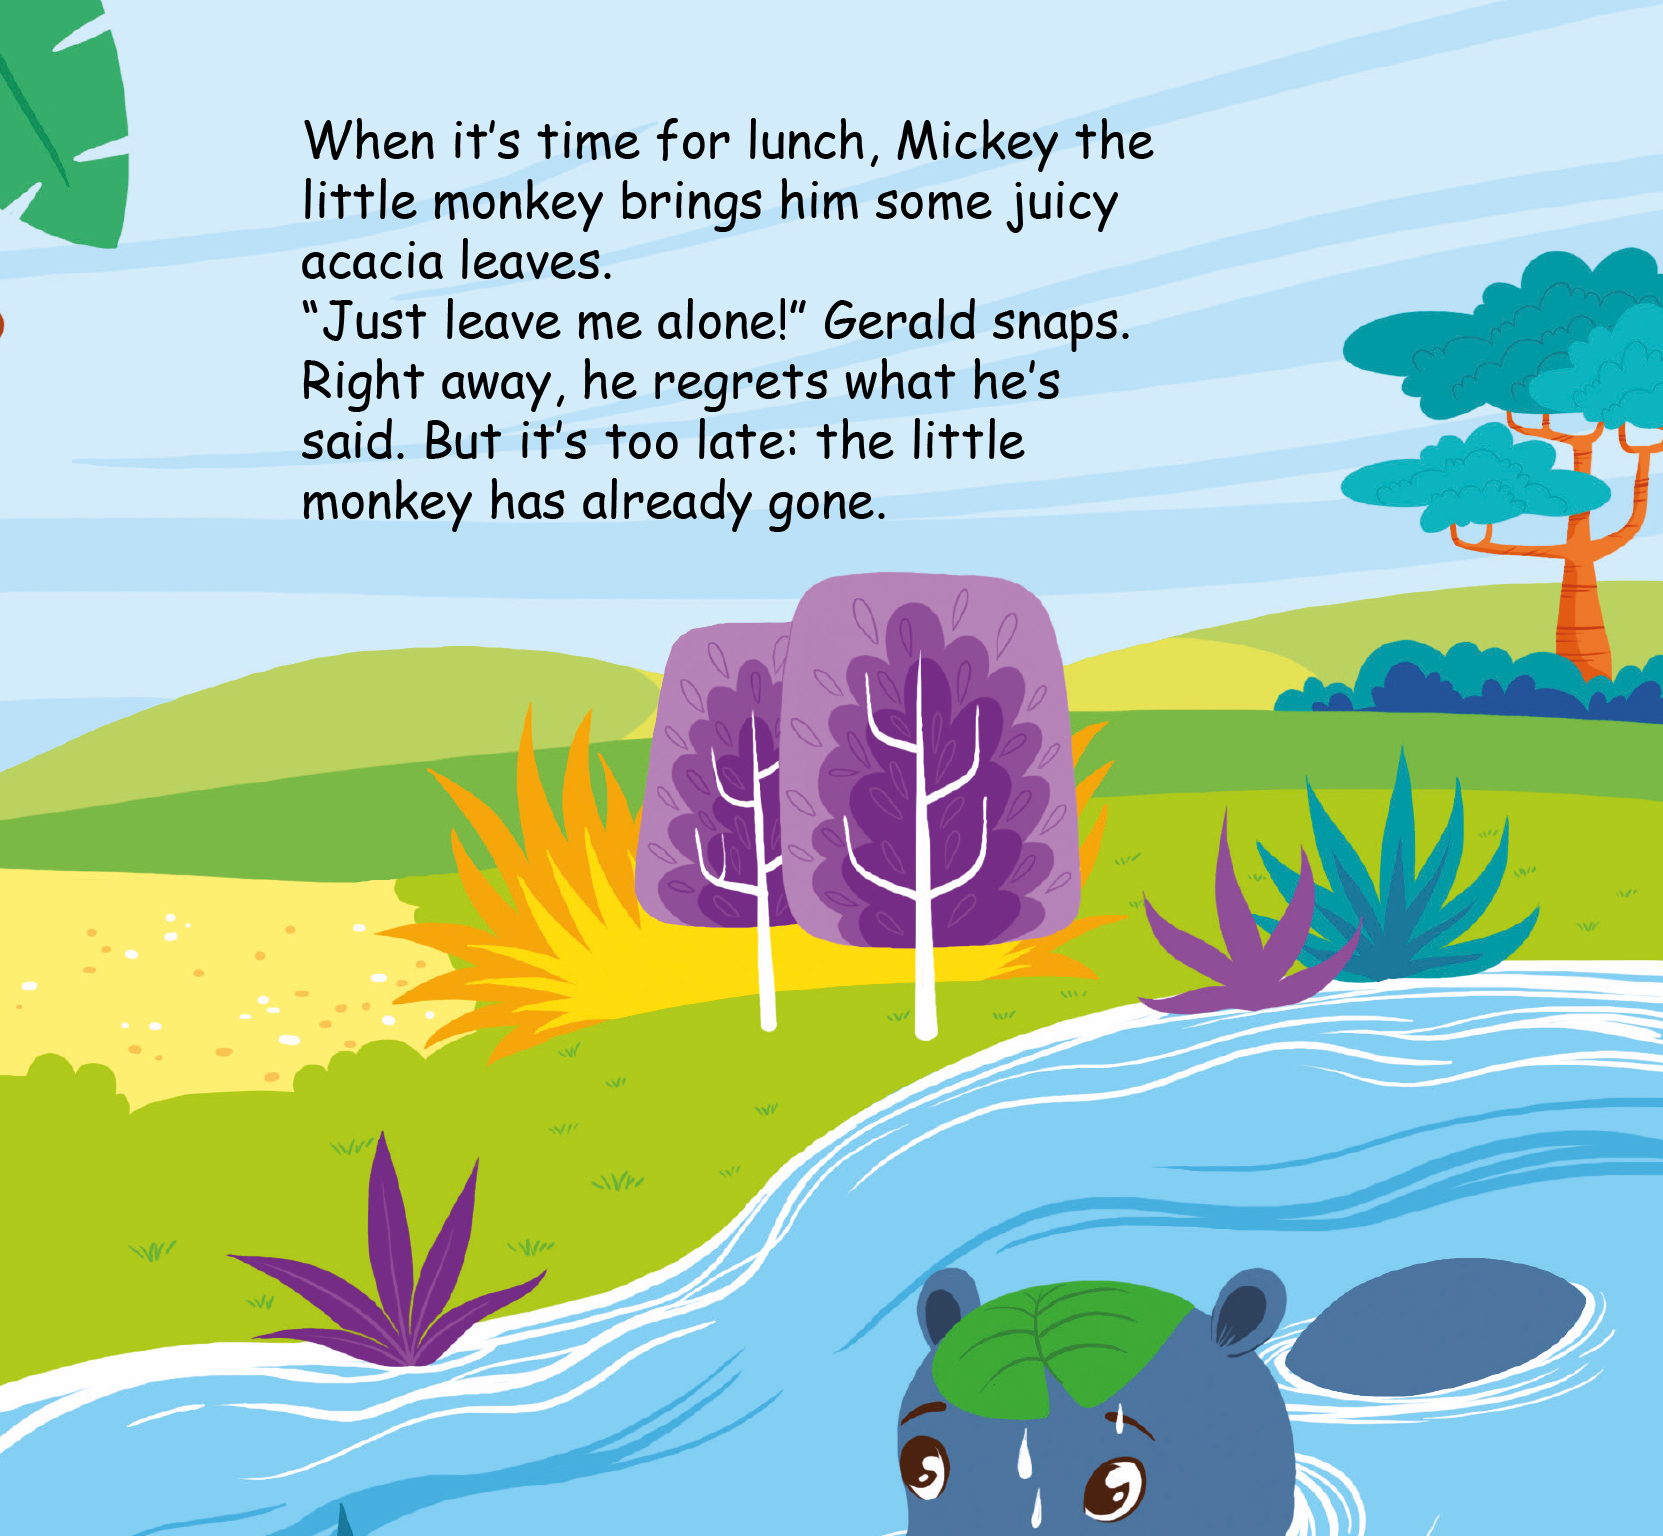 When it’s time for lunch, Mickey the
little monkey brings him some juicy
acacia leaves.
“Just leave me alone!” Gerald snaps.
Right away, he regrets what he’s
said. But it’s too late: the little
monkey has already gone.